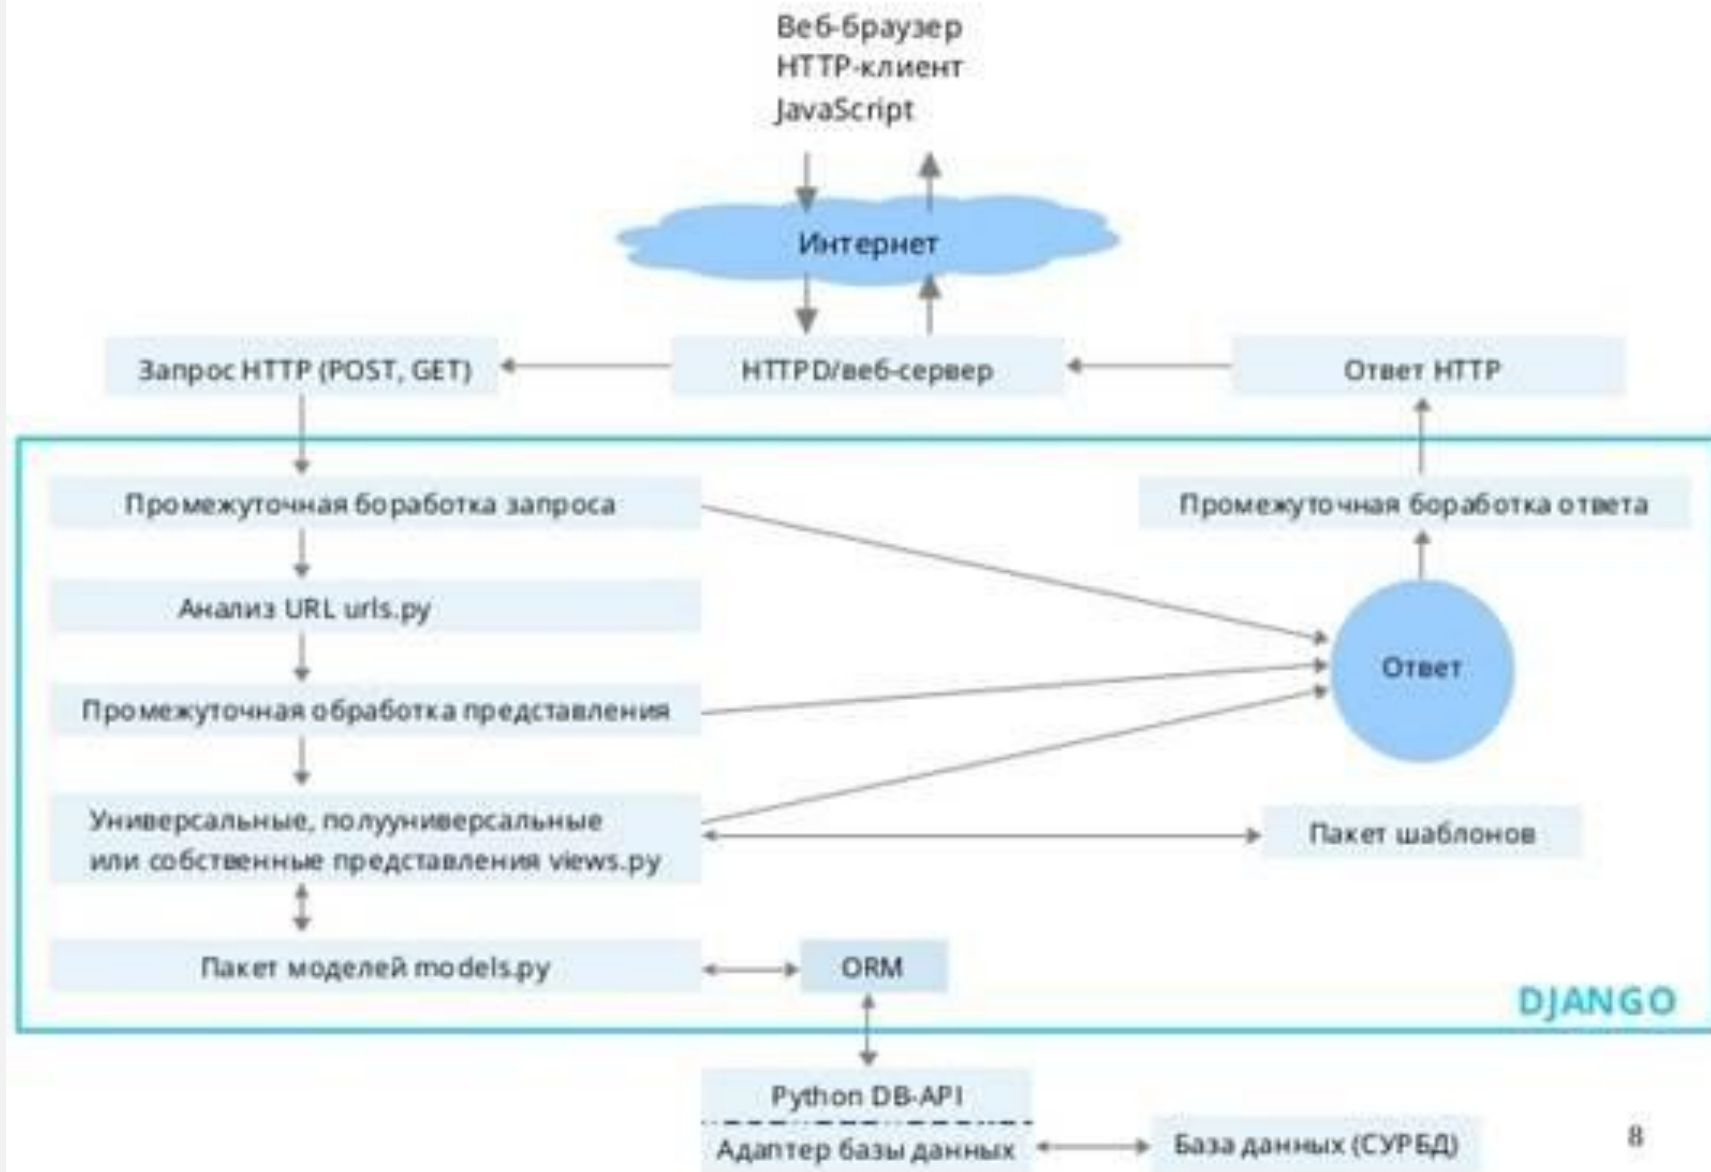 Веб-браузер
HTTP-клиент
JavaScript
Интернет
Запрос HTTP (POST, GET)
HTTPD/веб-сервер
Ответ HTTP
Промежуточная боработка запроса
Промежуточная боработка ответа
Анализ URL urls.py
Ответ
Промежуточная обработка представления
Универсальные, полууниверсальные
или собственные представления views.py
Пакет шаблонов
Пакет моделей models.py
ORM
DJANGO
Python DB-API
Адаптер базы данных
База данных (СУРБД)
8